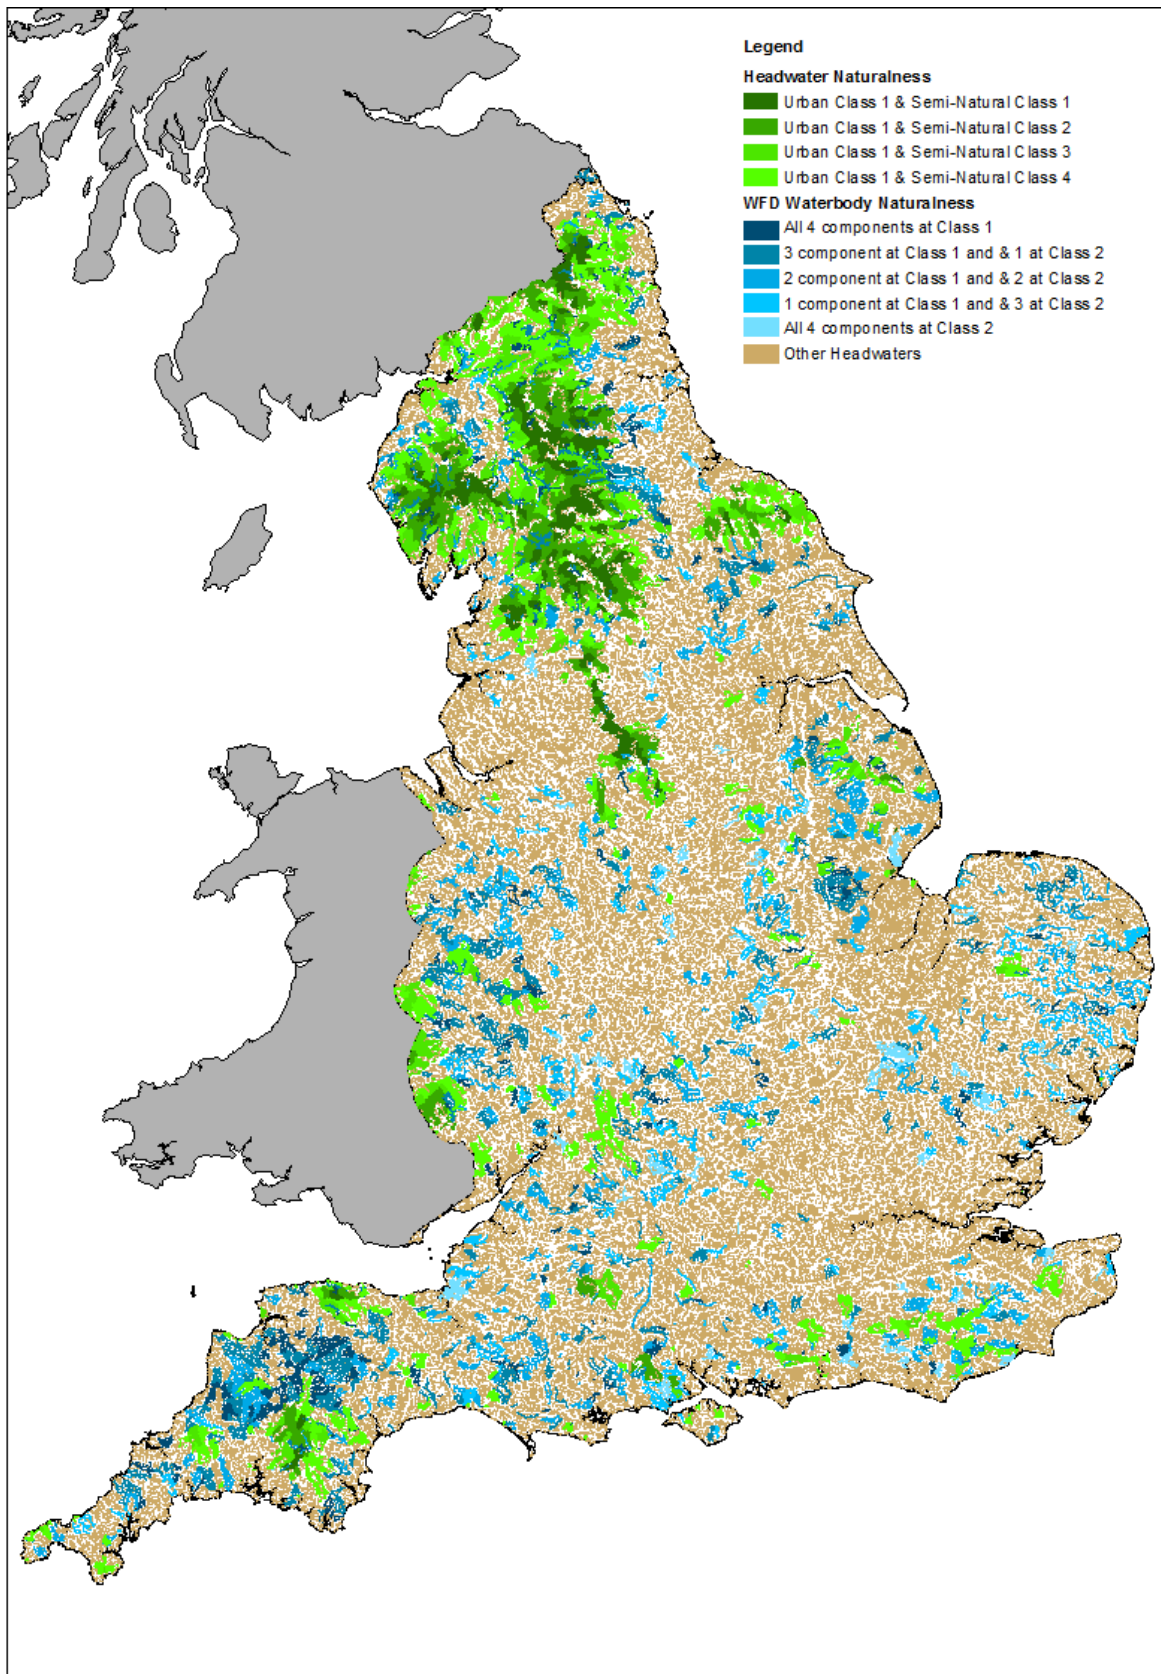 Legend
Headwater Naturalness
Urban Class 1 & Semi-Natural Class 1
Urban Class 1 & Semi-Natural Class 2
Urban Class 1 & Semi-Natural Class 3
Urban Class 1 & Semi-Natural Class 4
WFD Waterbody Naturalness
All 4 components at Class 1
3 component at Class 1 and & 1 at Class 2
2 component at Class 1 and & 2 at Class 2
1 component at Class 1 and & 3 at Class 2
All 4 components at Class 2
Other Headwaters